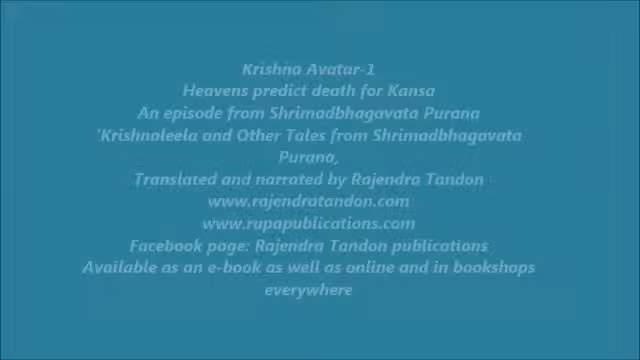 Krishna Avatar-1
Heavens predict death for Kansa
An episode from Shrimadbhagavata Purana
'Krishnaleela and Other Tales from Shrimadbhagavata
Purana,
Translated and narrated by Rajendra Tandon
www.rajendratandon.com
www.rupapublications.com
Facebook page: Rajendra Tandon publications
Available as an e-book as well as online and in bookshops
everywhere